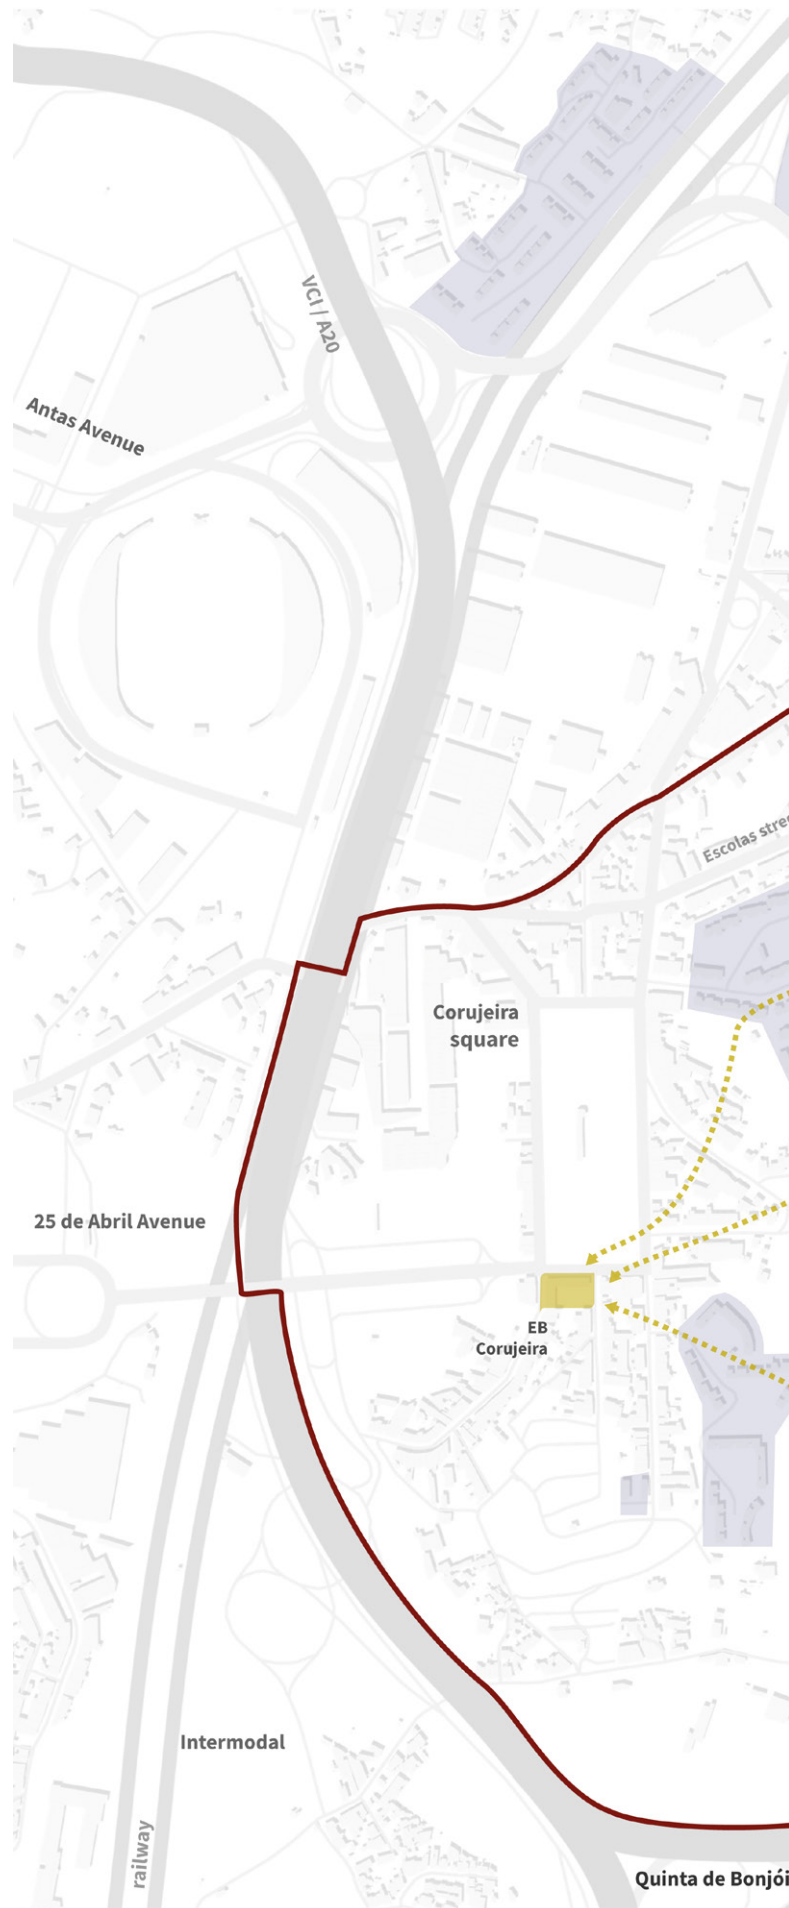 VCI / A20
Antas Avenue
Escolas stre
Corujeira
square
25 de Abril Avenue
EB
Corujeira
Intermodal
railway
Quinta de Bonjói